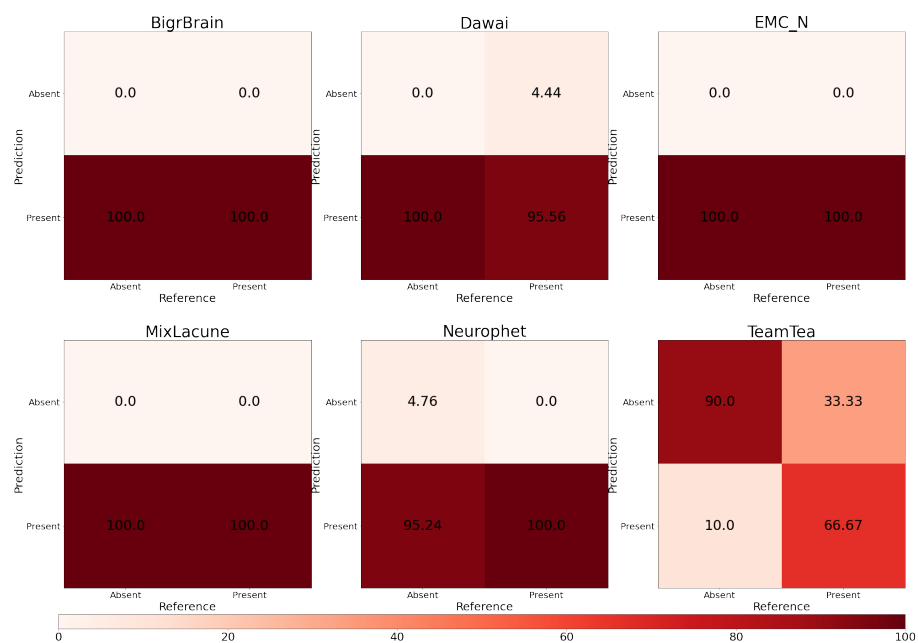 BigrBrain
Dawai
EMC_N
Absent
0.0
0.0
Absent
0.0
4.44
Absent
0.0
0.0
Prediction
Prediction
Prediction
Present
100.0
100.0
Present
100.0
95.56
Present
100.0
100.0
Absent
Present
Absent
Present
Absent
Present
Reference
Reference
Reference
MixLacune
Neurophet
TeamTea
Absent
0.0
0.0
Absent
4.76
0.0
Absent
90.0
33.33
Prediction
Prediction
Prediction
Present
100.0
100.0
Present
95.24
100.0
Present
10.0
66.67
Absent
Present
Absent
Present
Absent
Present
Reference
Reference
Reference
0
20
40
60
80
100